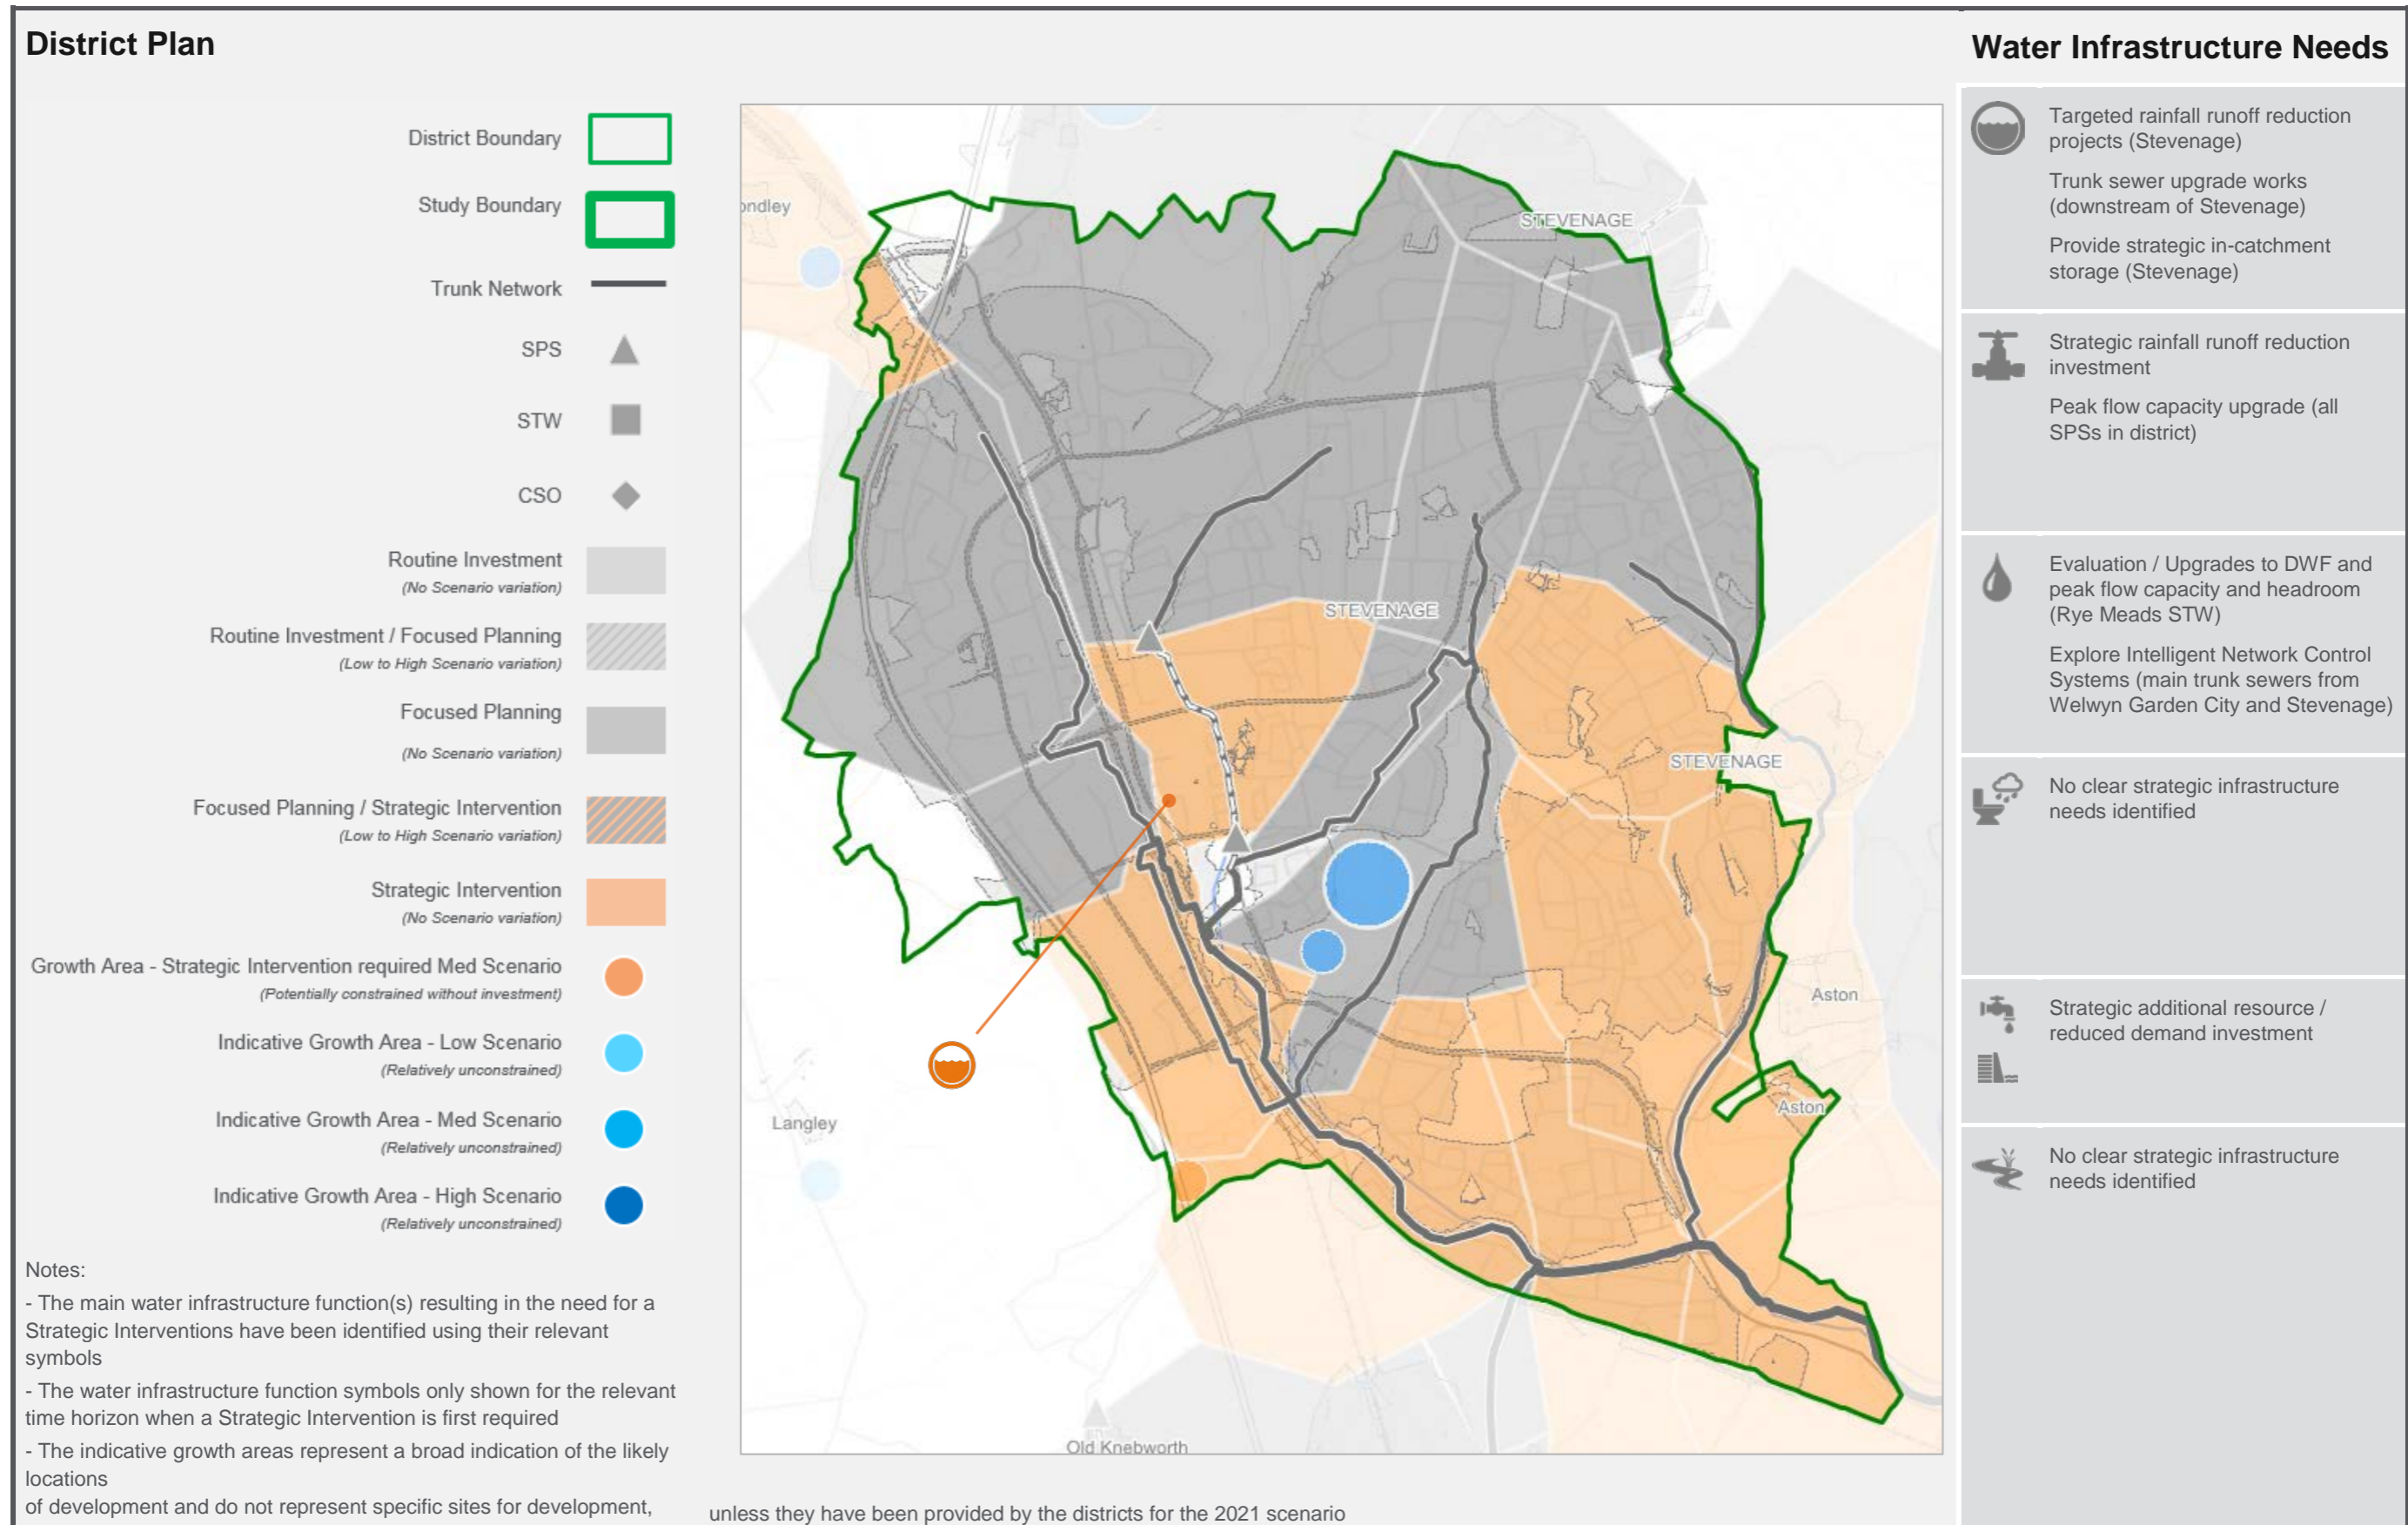 District Plan
District Boundary
Study Boundary
Trunk Network
SPS
STW
CSO
Routine Investment
(No Scenario variation)
Routine Investment / Focused Planning
(Low to High Scenario variation)
Focused Planning
(No Scenario variation)
Focused Planning / Strategic Intervention
(Low to High Scenario variation)
Strategic Intervention
(No Scenario variation)
Growth Area - Strategic Intervention required Med Scenario
(Potentially constrained without investment)
Indicative Growth Area - Low Scenario
(Relatively unconstrained)
Indicative Growth Area - Med Scenario
(Relatively unconstrained)
Indicative Growth Area - High Scenario
(Relatively unconstrained)
Notes:
- The main water infrastructure function(s) resulting in the need for a
Strategic Interventions have been identified using their relevant
symbols
- The water infrastructure function symbols only shown for the relevant
time horizon when a Strategic Intervention is first required
- The indicative growth areas represent a broad indication of the likely
locations
of development and do not represent specific sites for development,
unless they have been provided by the districts for the 2021 scenario
ondley
STEVENAGE
STEVENAGE
STEVENAGE
Aston
Aston
Langley
Old Knebworth
Water Infrastructure Needs
Targeted rainfall runoff reduction
projects (Stevenage)
Trunk sewer upgrade works
(downstream of Stevenage)
Provide strategic in-catchment
storage (Stevenage)
Strategic rainfall runoff reduction
investment
Peak flow capacity upgrade (all
SPSs in district)
Evaluation / Upgrades to DWF and
peak flow capacity and headroom
(Rye Meads STW)
Explore Intelligent Network Control
Systems (main trunk sewers from
Welwyn Garden City and Stevenage)
No clear strategic infrastructure
needs identified
Strategic additional resource /
reduced demand investment
No clear strategic infrastructure
needs identified